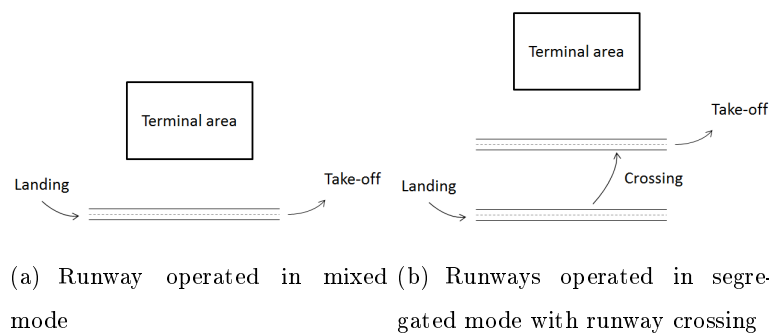 Terminal area
Landing
Take-off
(a) Runway operated in mixed
mode
Terminal area
Take-off
Landing
Crossing
(b) Runways operated in segre-
gated mode with runway crossing